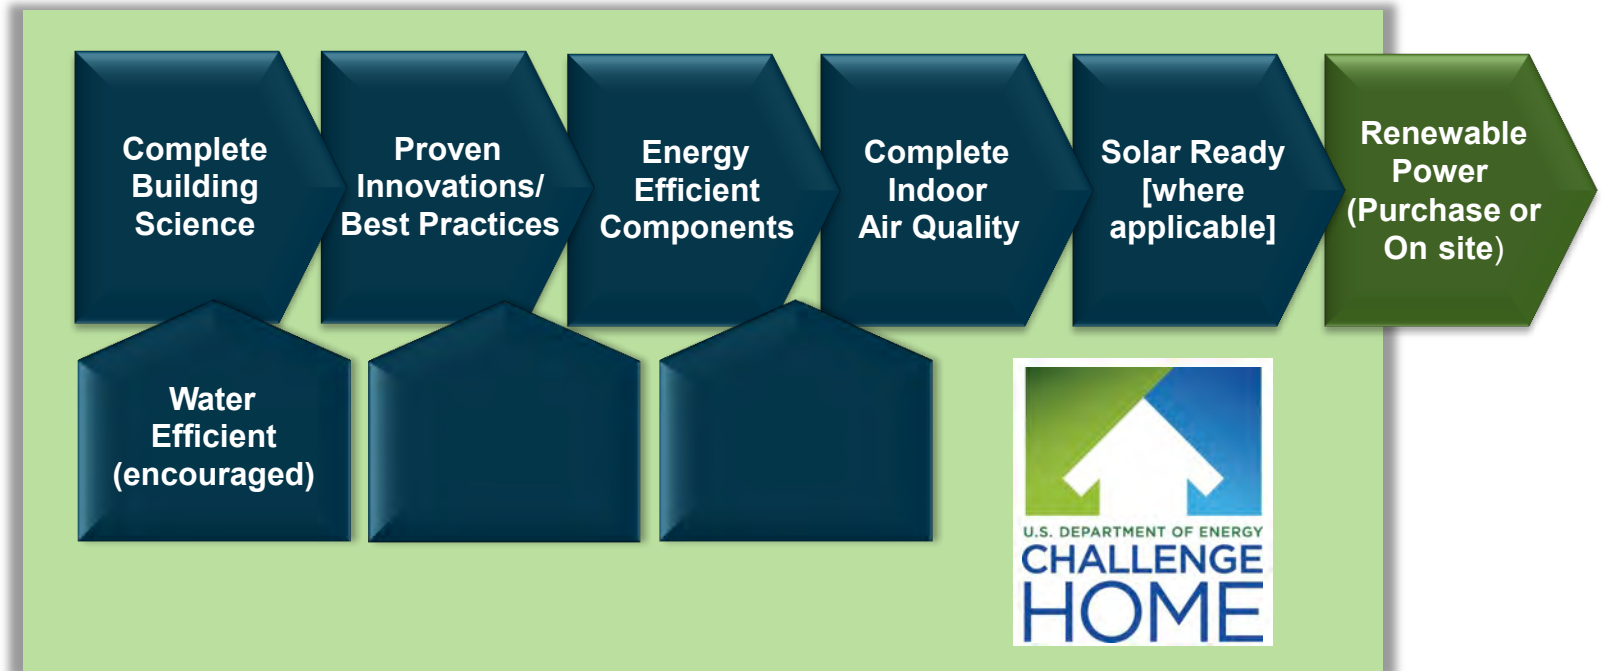 Complete
Building
Science
Proven
Innovations/
Best Practices
Energy
Efficient
Components
Complete
Indoor
Air Quality
Solar Ready
[where
applicable]
Renewable
Power
(Purchase or
On site)
Water
Efficient
(encouraged)
U.S. DEPARTMENT OF ENERGY
CHALLENGE
HOME